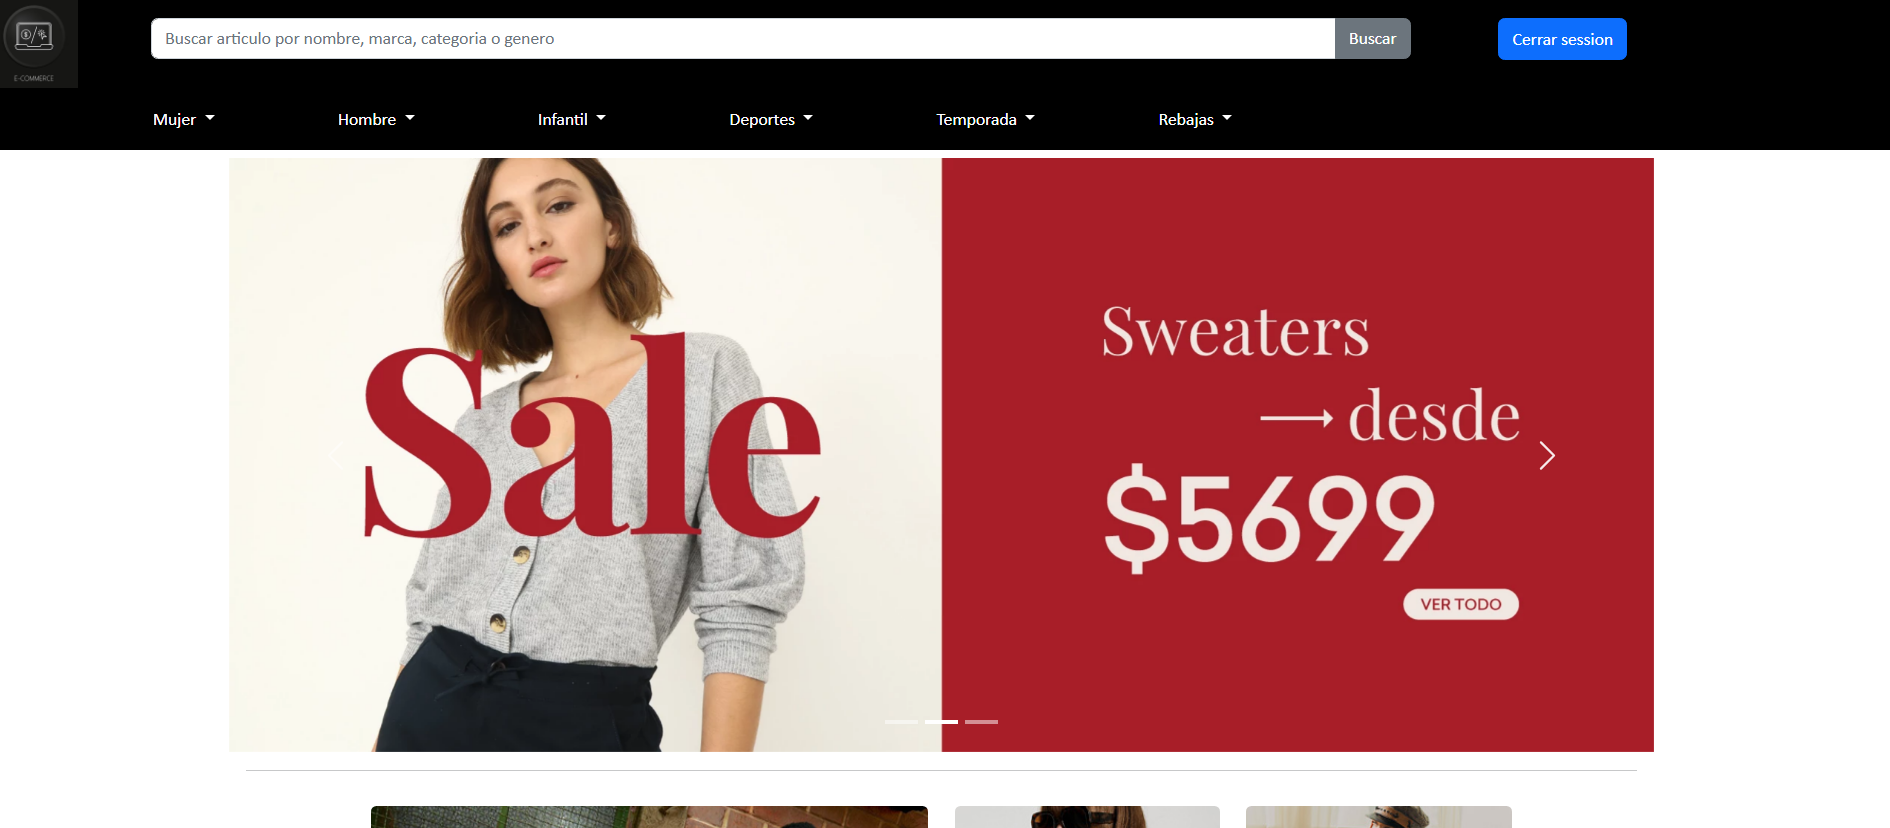 E-COMMERCE
Buscar articulo por nombre, marca, categoria o genero
Buscar
Cerrar session
Mujer
Hombre
Infantil
Deportes
Temporada
Rebajas
Sale
Sweaters
desde
$5699
VER TODO